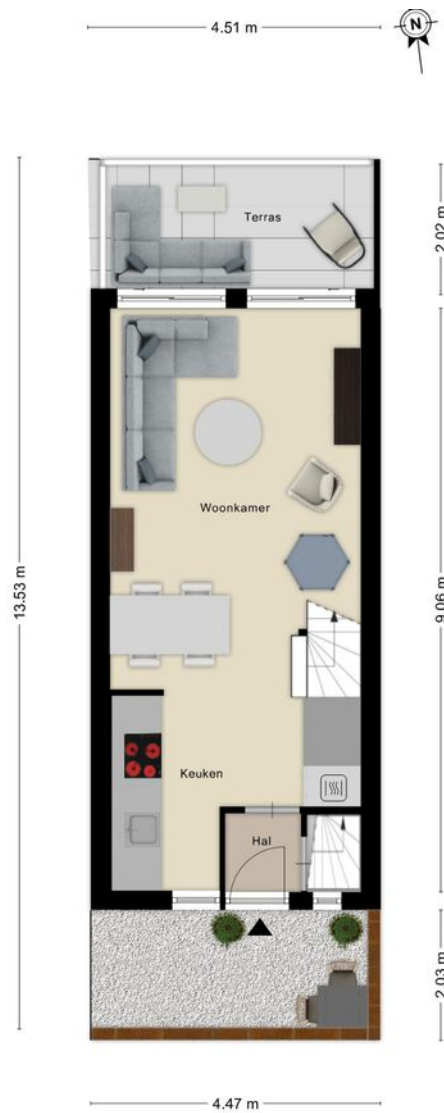 4.51 m
N
Terras
2.02 m
Woonkamer
13.53 m
9.06 m
Keuken
Hal
2.03 m
4.47 m